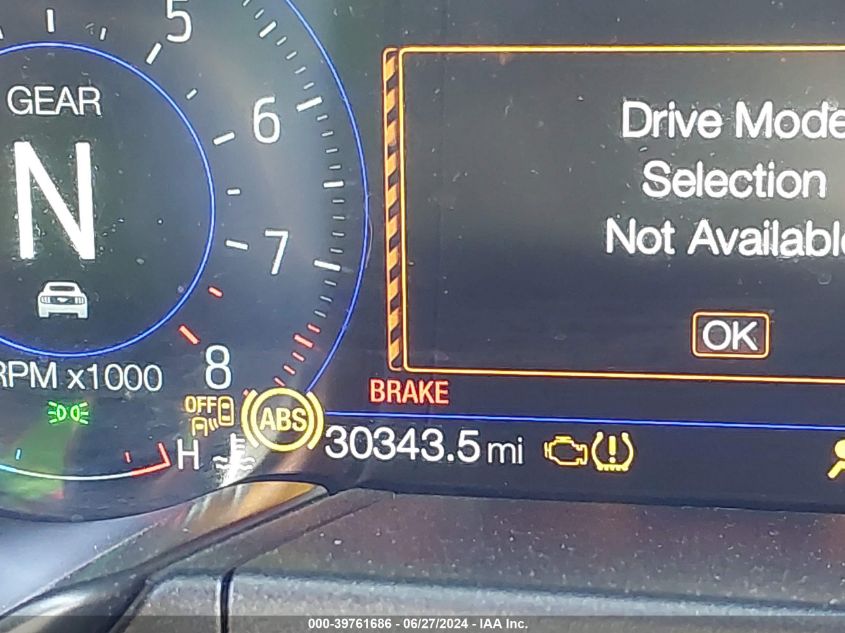 5
GEAR
6
N
7
8
RPM x1000
OFF
A
ABS
H
BRAKE
30343.5 mi
Drive Mode
Selection
Not Available
OK
000-39761686 - 06/27/2024 - IAA Inc.